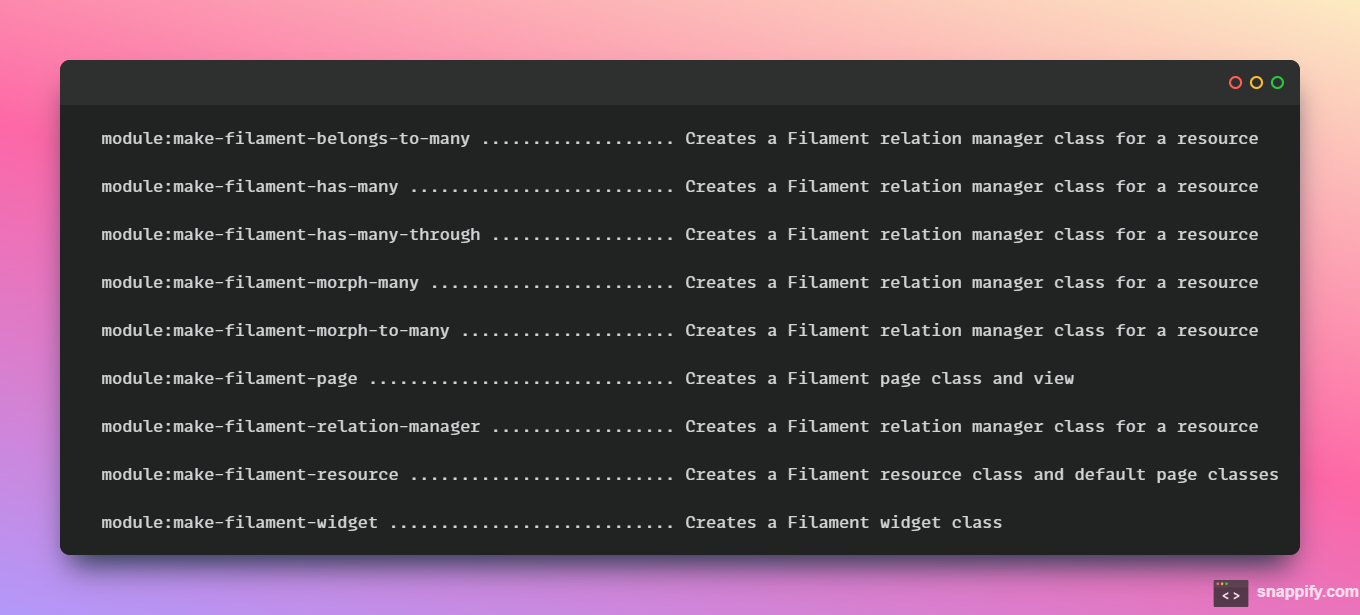 module:make-filament-belongs-to-many ................... Creates a Filament relation manager class for a resource
module:make-filament-has-many .......................... Creates a Filament relation manager class for a resource
module:make-filament-has-many-through .................. Creates a Filament relation manager class for a resource
module:make-filament-morph-many ........................ Creates a Filament relation manager class for a resource
module:make-filament-morph-to-many ..................... Creates a Filament relation manager class for a resource
module:make-filament-page .............................. Creates a Filament page class and view
module:make-filament-relation-manager .................. Creates a Filament relation manager class for a resource
module:make-filament-resource .......................... Creates a Filament resource class and default page classes
module:make-filament-widget ............................ Creates a Filament widget class
< > snappify.com